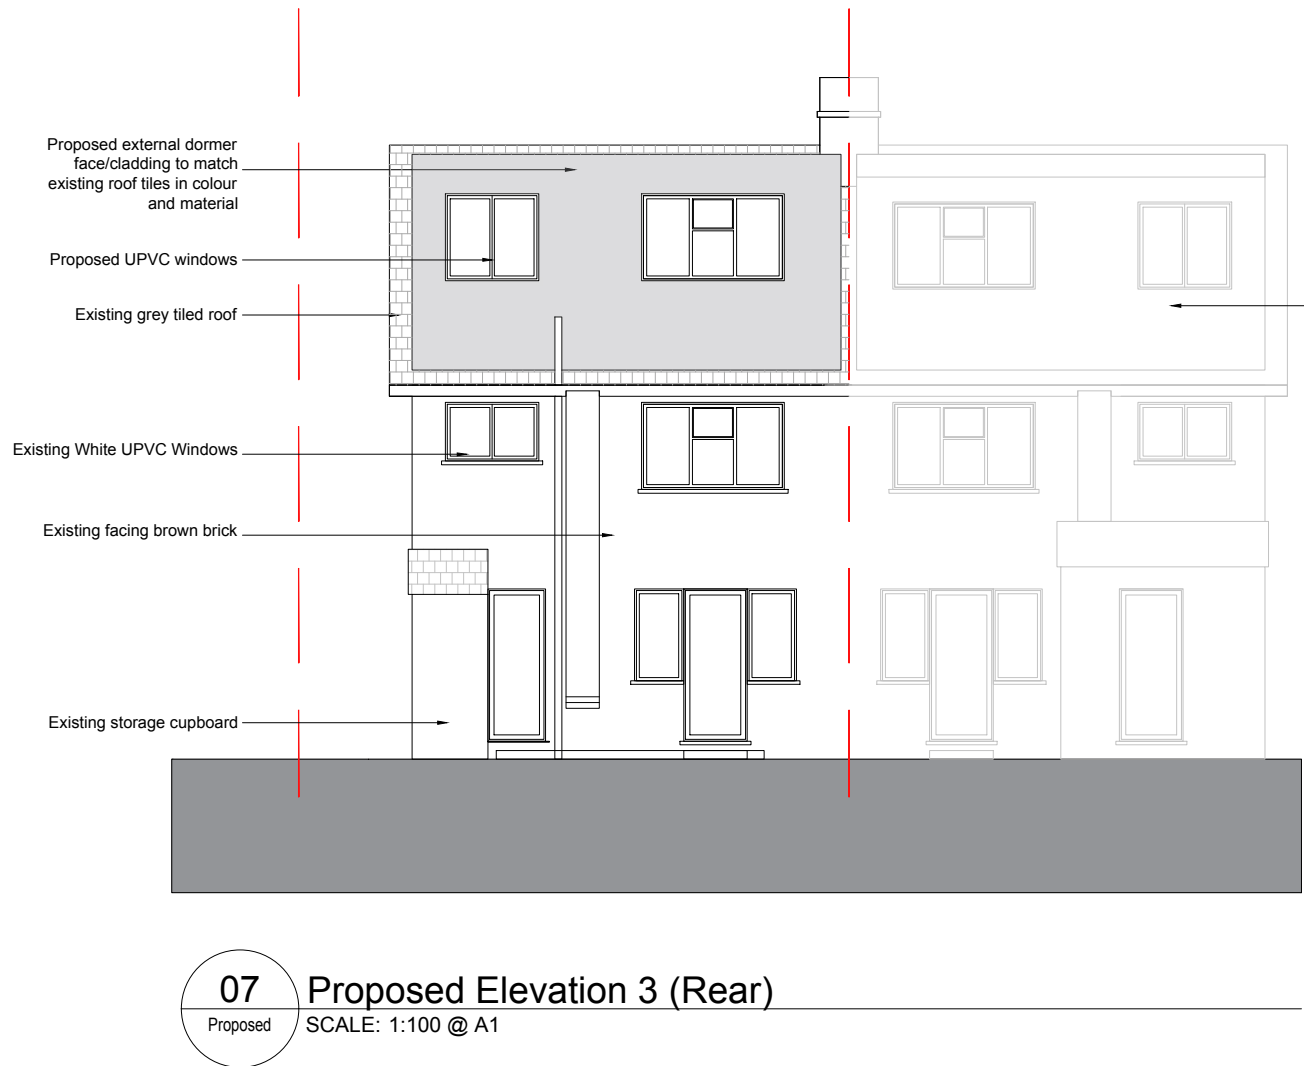 Proposed external dormer
face/cladding to match
existing roof tiles in colour
and material
Proposed UPVC windows
Existing grey tiled roof
Existing White UPVC Windows
Existing facing brown brick
Existing storage cupboard
07
Proposed
Proposed Elevation 3 (Rear)
SCALE: 1:100 @ A1